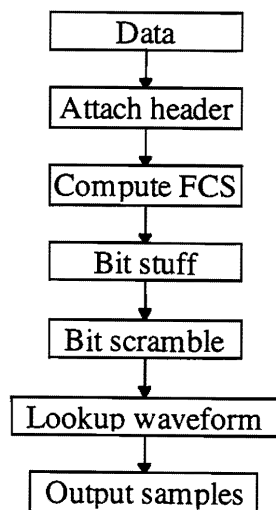 Data
Attach header
Compute FCS
Bit stuff
Bit scramble
Lookup waveform
Output samples